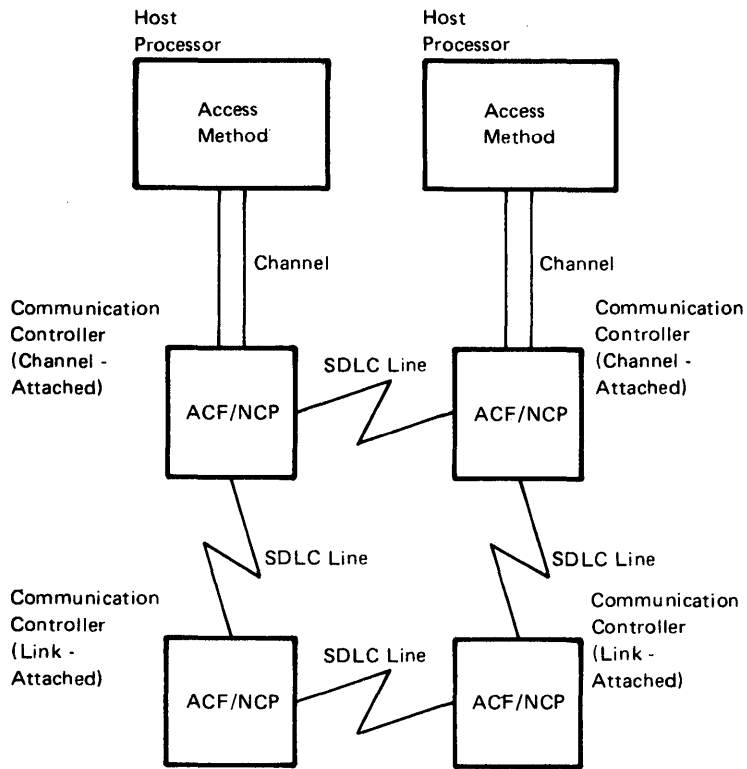 Host
Processor
Host
Processor
Access
Method
Access
Method
Channel
Channel
Communication
Controller
(Channel -
Attached)
Communication
Controller
(Channel -
Attached)
SDLC Line
ACF/NCP
ACF/NCP
SDLC Line
SDLC Line
Communication
Controller
(Link -
Attached)
Communication
Controller
(Link -
Attached)
SDLC Line
ACF/NCP
ACF/NCP